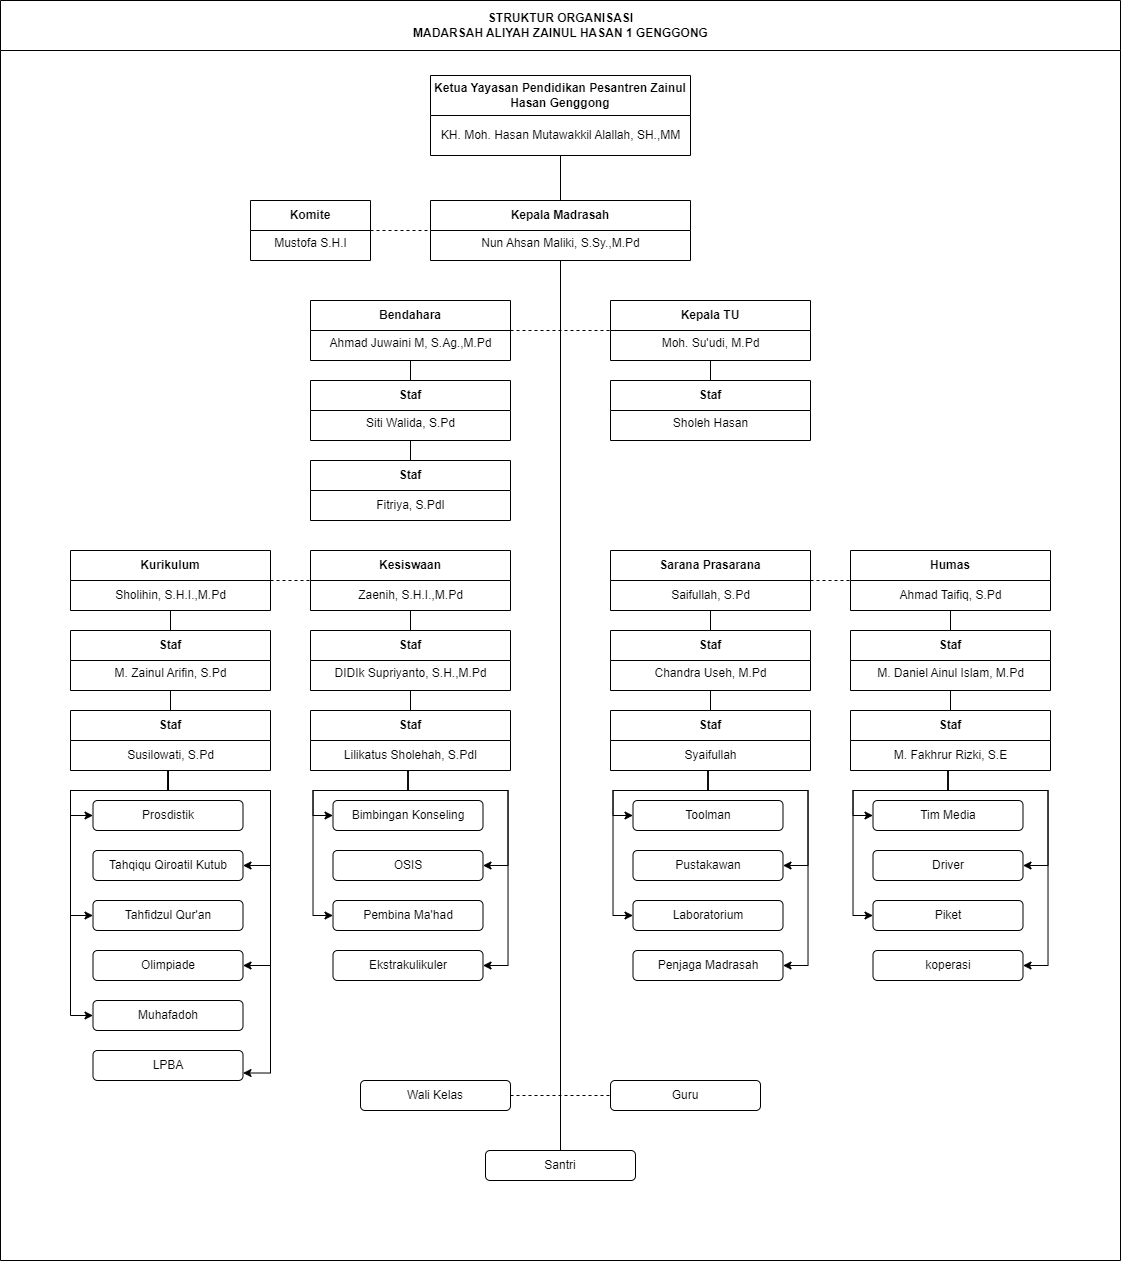 STRUKTUR ORGANISASI
MADARSAH ALIYAH ZAINUL HASAN 1 GENGGONG
Ketua Yayasan Pendidikan Pesantren Zainul
Hasan Genggong
KH. Moh. Hasan Mutawakkil Alallah, SH.,MM
Komite
Mustofa S.H.I
Kepala Madrasah
Nun Ahsan Maliki, S.Sy.,M.Pd
Bendahara
Ahmad Juwaini M, S.Ag.,M.Pd
Kepala TU
Moh. Su'udi, M.Pd
Staf
Siti Walida, S.Pd
Staf
Sholeh Hasan
Staf
Fitriya, S.PdI
Kurikulum
Sholihin, S.H.I.,M.Pd
Kesiswaan
Zaenih, S.H.I.,M.Pd
Sarana Prasarana
Saifullah, S.Pd
Humas
Ahmad Taifiq, S.Pd
Staf
M. Zainul Arifin, S.Pd
Staf
DIDIk Supriyanto, S.H.,M.Pd
Staf
Chandra Useh, M.Pd
Staf
M. Daniel Ainul Islam, M.Pd
Staf
Susilowati, S.Pd
Staf
Lilikatus Sholehah, S.PdI
Staf
Syaifullah
Staf
M. Fakhrur Rizki, S.E
Prosdistik
Tahqiqu Qiroatil Kutub
Tahfidzul Qur'an
Olimpiade
Muhafadoh
LPBA
Bimbingan Konseling
OSIS
Pembina Ma'had
Ekstrakulikuler
Toolman
Pustakawan
Laboratorium
Penjaga Madrasah
Tim Media
Driver
Piket
koperasi
Wali Kelas
Guru
Santri